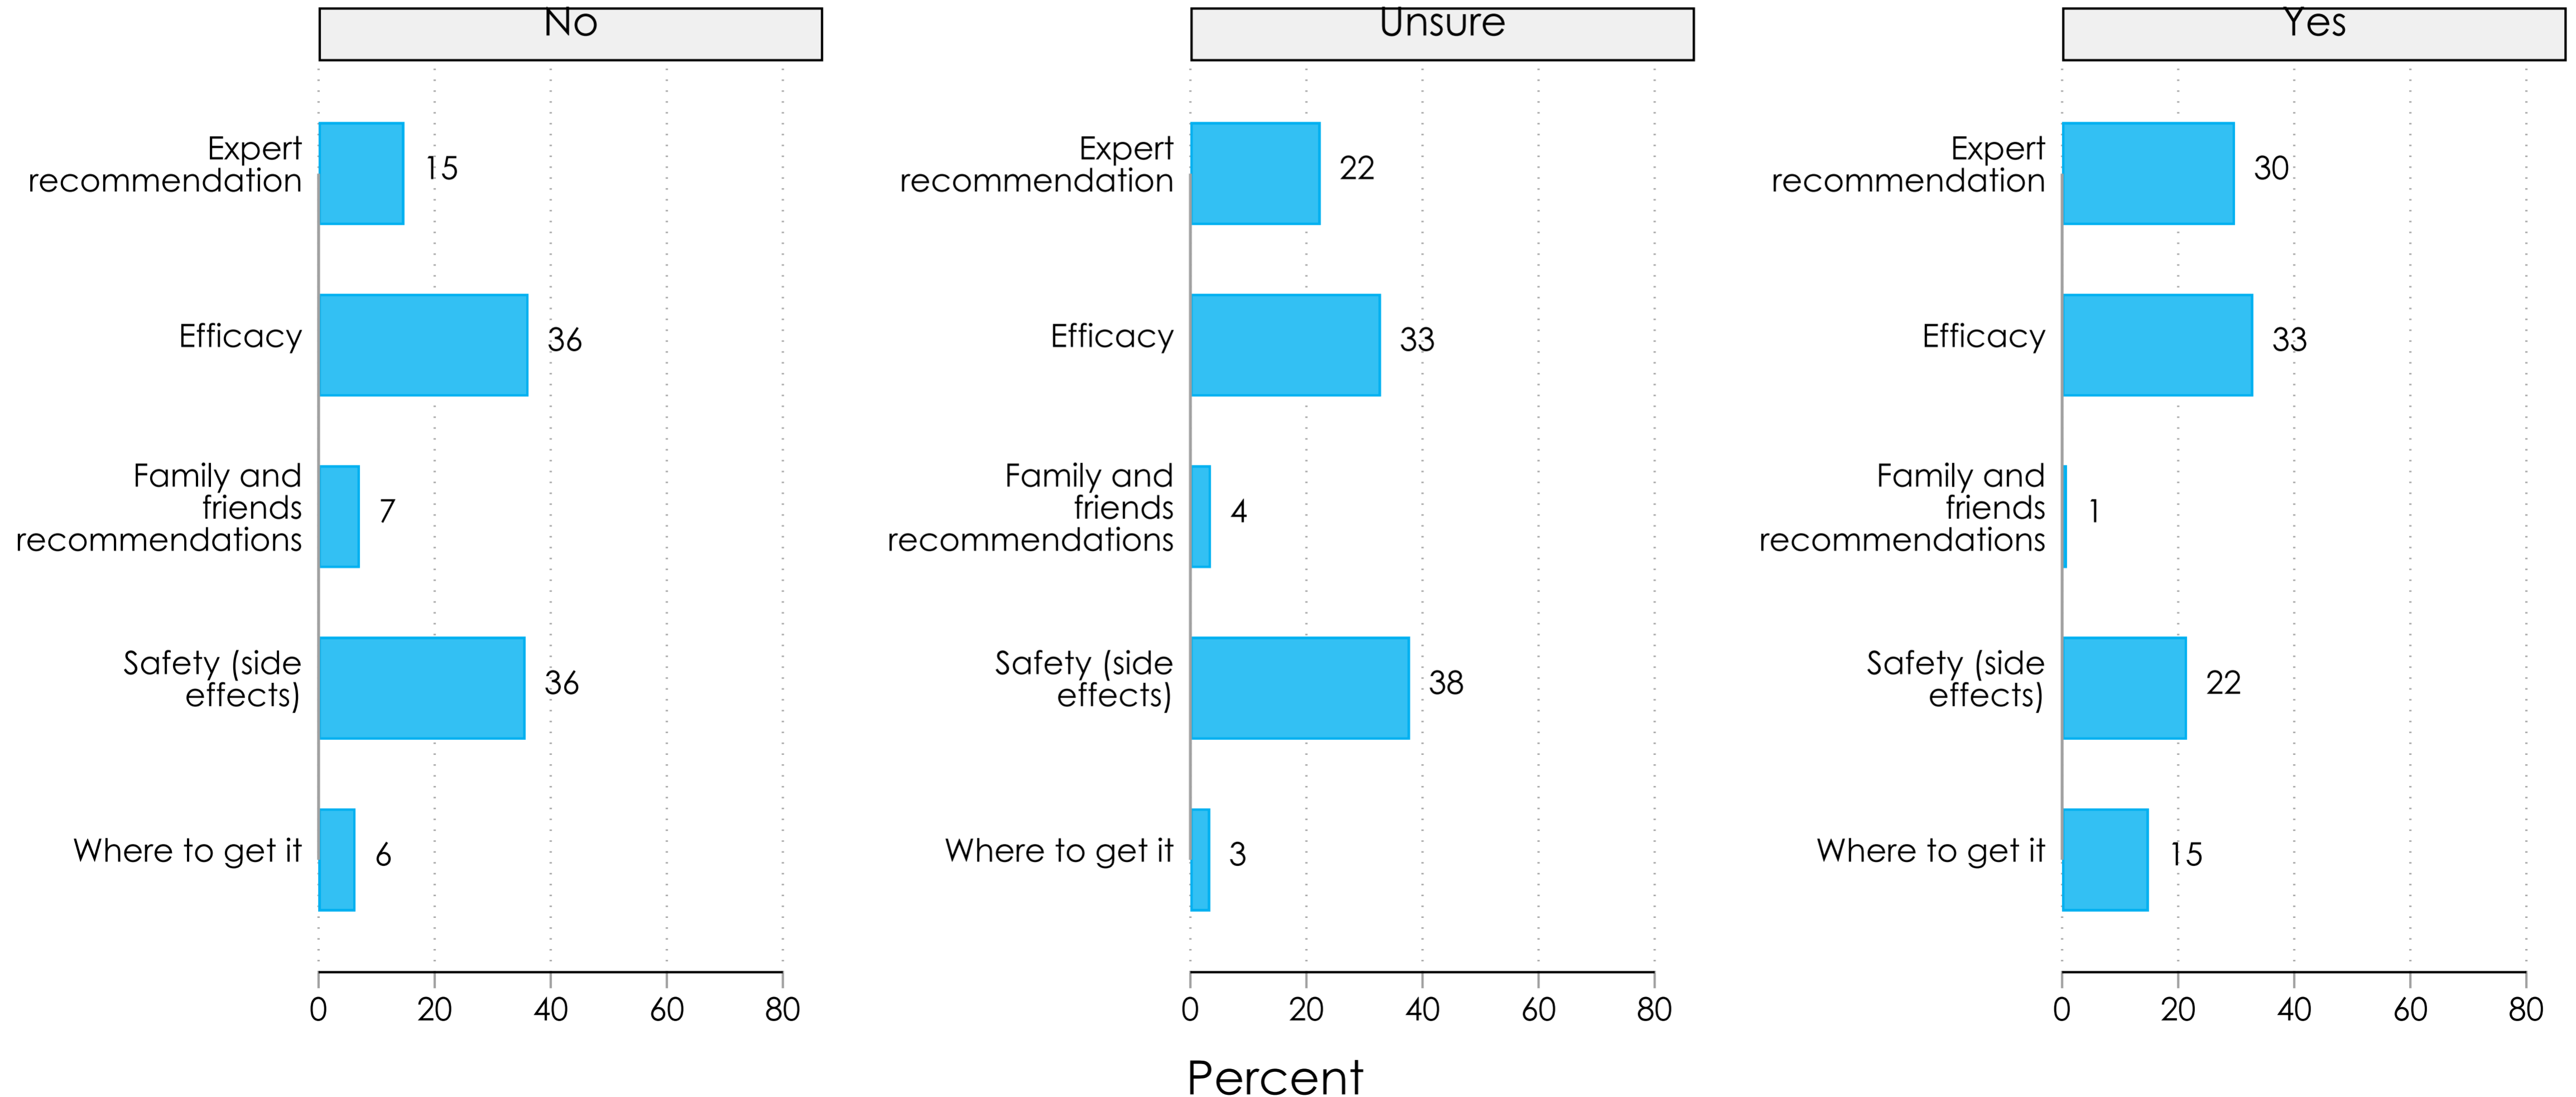 No
Expert
recommendation
15
Efficacy
36
Family and
friends
recommendations
7
Safety (side
effects)
36
Where to get it
6
0 20 40 60 80
Unsure
Expert
recommendation
22
Efficacy
33
Family and
friends
recommendations
4
Safety (side
effects)
38
Where to get it
3
0 20 40 60 80
Yes
Expert
recommendation
30
Efficacy
33
Family and
friends
recommendations
1
Safety (side
effects)
22
Where to get it
15
0 20 40 60 80
Percent